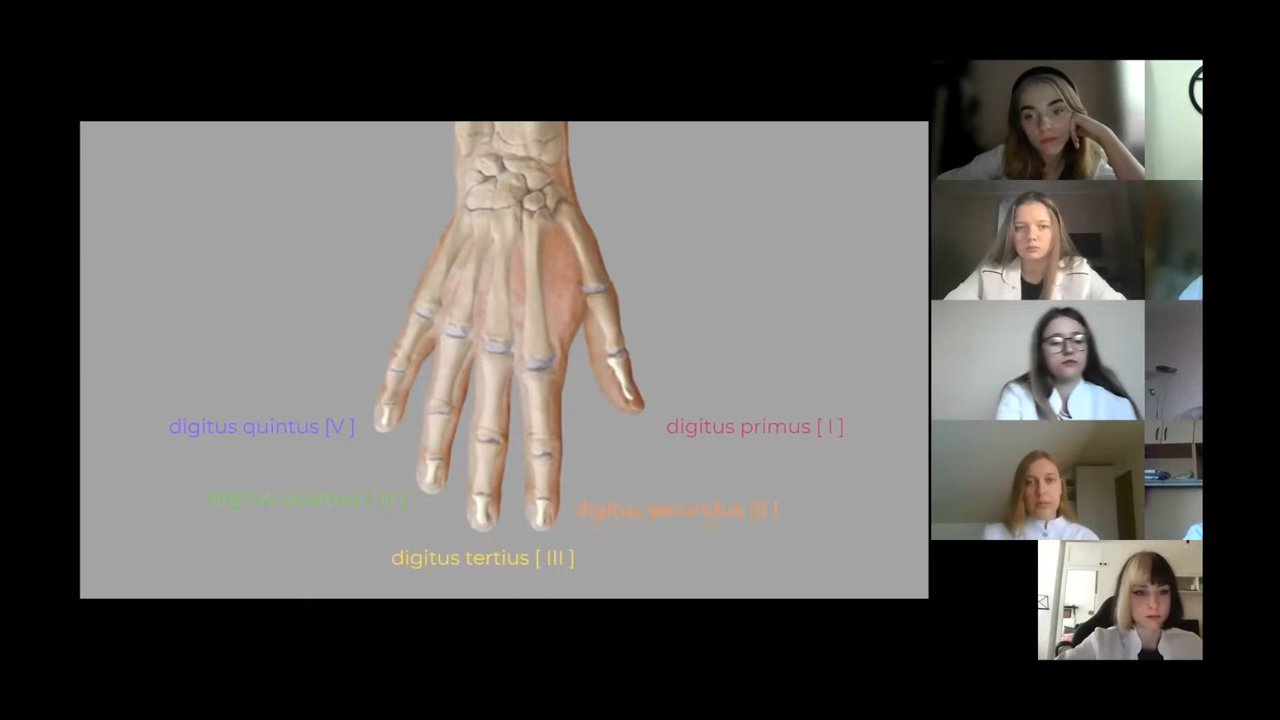 digitus quintus [V ]
digitus primus [ I ]
digitus quartus [ IV ]
digitus secundus [II ]
digitus tertius [ III ]